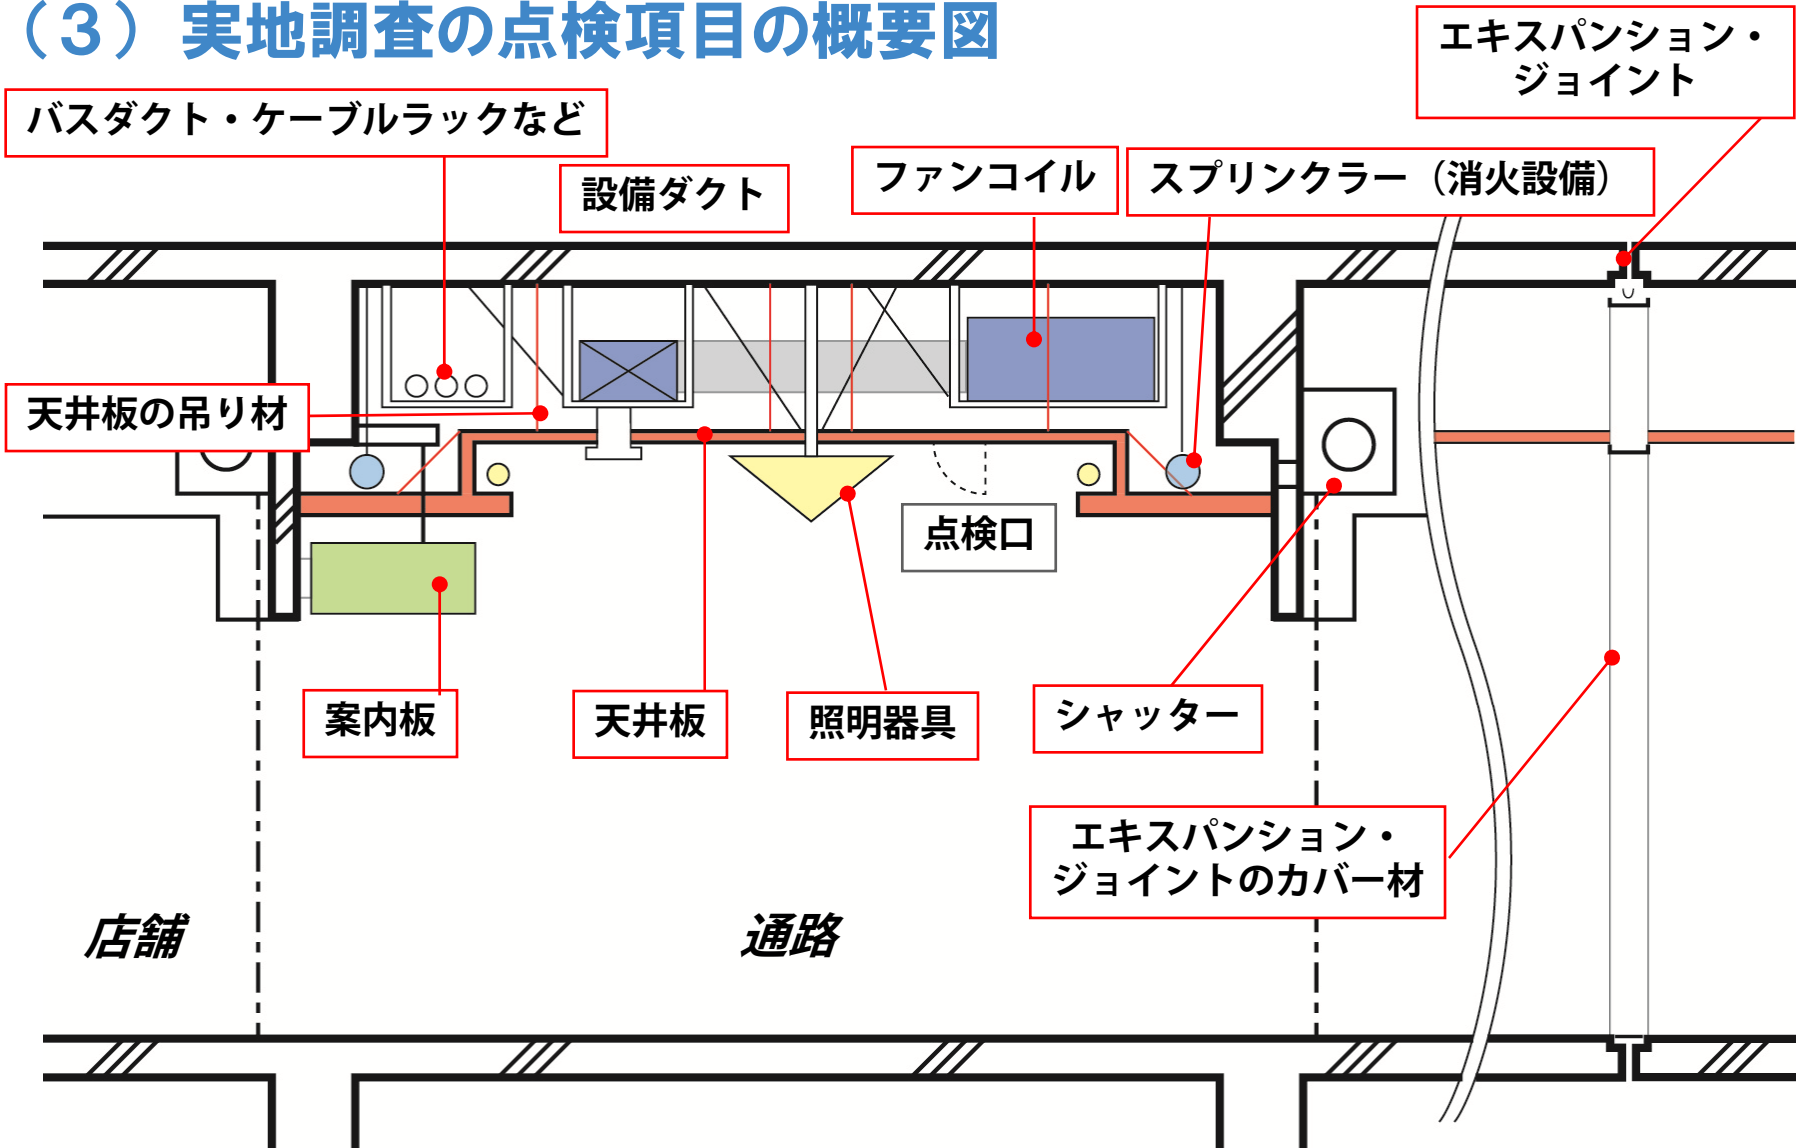 （３）実地調査の点検項目の概要図
エキスパンション・
ジョイント
バスダクト・ケーブルラックなど
設備ダクト
ファンコイル
スプリンクラー（消火設備）
天井板の吊り材
点検口
案内板
天井板
照明器具
シャッター
エキスパンション・
ジョイントのカバー材
店舗
通路